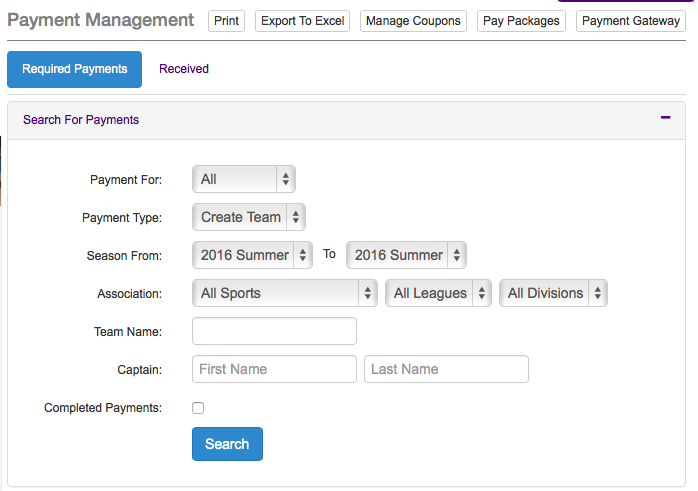 Payment Management Print Export To Excel Manage Coupons Pay Packages Payment Gateway
Required Payments Received
Search For Payments
Payment For: All
Payment Type: Create Team
Season From: 2016 Summer To 2016 Summer
Association: All Sports All Leagues All Divisions
Team Name:
Captain: First Name Last Name
Completed Payments:
Search